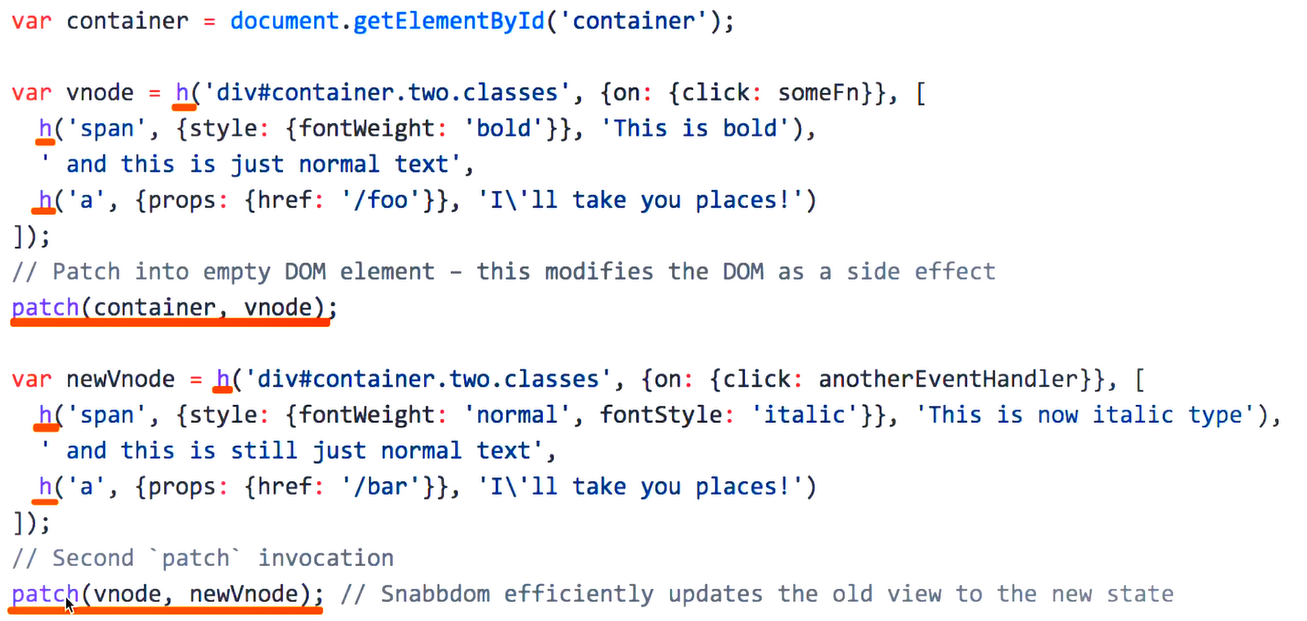 var container = document.getElementById('container');
var vnode = h('div#container.two.classes', {on: {click: someFn}}, [
  h('span', {style: {fontWeight: 'bold'}}, 'This is bold'),
  ' and this is just normal text',
  h('a', {props: {href: '/foo'}}, 'I\'ll take you places!')
]);
// Patch into empty DOM element – this modifies the DOM as a side effect
patch(container, vnode);
var newVnode = h('div#container.two.classes', {on: {click: anotherEventHandler}}, [
  h('span', {style: {fontWeight: 'normal', fontStyle: 'italic'}}, 'This is now italic type'),
  ' and this is still just normal text',
  h('a', {props: {href: '/bar'}}, 'I\'ll take you places!')
]);
// Second `patch` invocation
patch(vnode, newVnode); // Snabbdom efficiently updates the old view to the new state